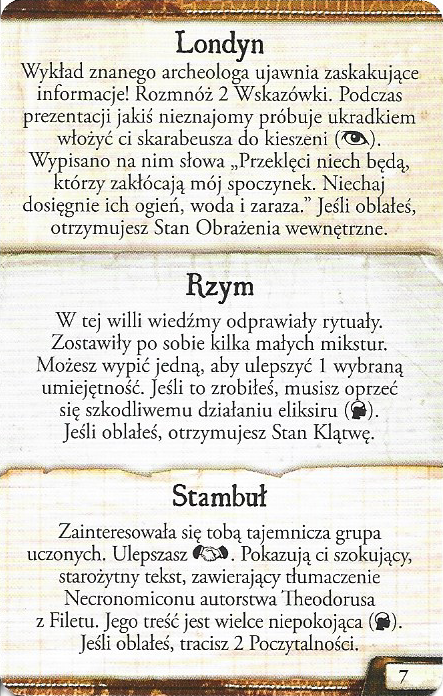 Londyn
Wykład znanego archeologa ujawnia zaskakujące
informacje! Rozmnóż 2 Wskazówki. Podczas
prezentacji jakiś nieznajomy próbuje ukradkiem
włożyć ci skarabeusza do kieszeni ( ).
Wypisano na nim słowa „Przeklęci niech będą,
którzy zakłócają mój spoczynek. Niechaj
dosięgnie ich ogień, woda i zaraza.” Jeśli oblałeś,
otrzymujesz Stan Obrażenia wewnętrzne.
Rzym
W tej willi wiedźmy odprawiały rytuały.
Zostawiły po sobie kilka małych mikstur.
Możesz wypić jedną, aby ulepszyć 1 wybraną
umiejętność. Jeśli to zrobiłeś, musisz oprzeć
się szkodliwemu działaniu eliksiru ( ).
Jeśli oblałeś, otrzymujesz Stan Klątwę.
Stambuł
Zainteresowała się tobą tajemnicza grupa
uczonych. Ulepszasz . Pokazują ci szokujący,
starożytny tekst, zawierający tłumaczenie
Necronomiconu autorstwa Theodorusa
z Filetu. Jego treść jest wielce niepokojąca ( ).
Jeśli oblałeś, tracisz 2 Poczytalności.
7